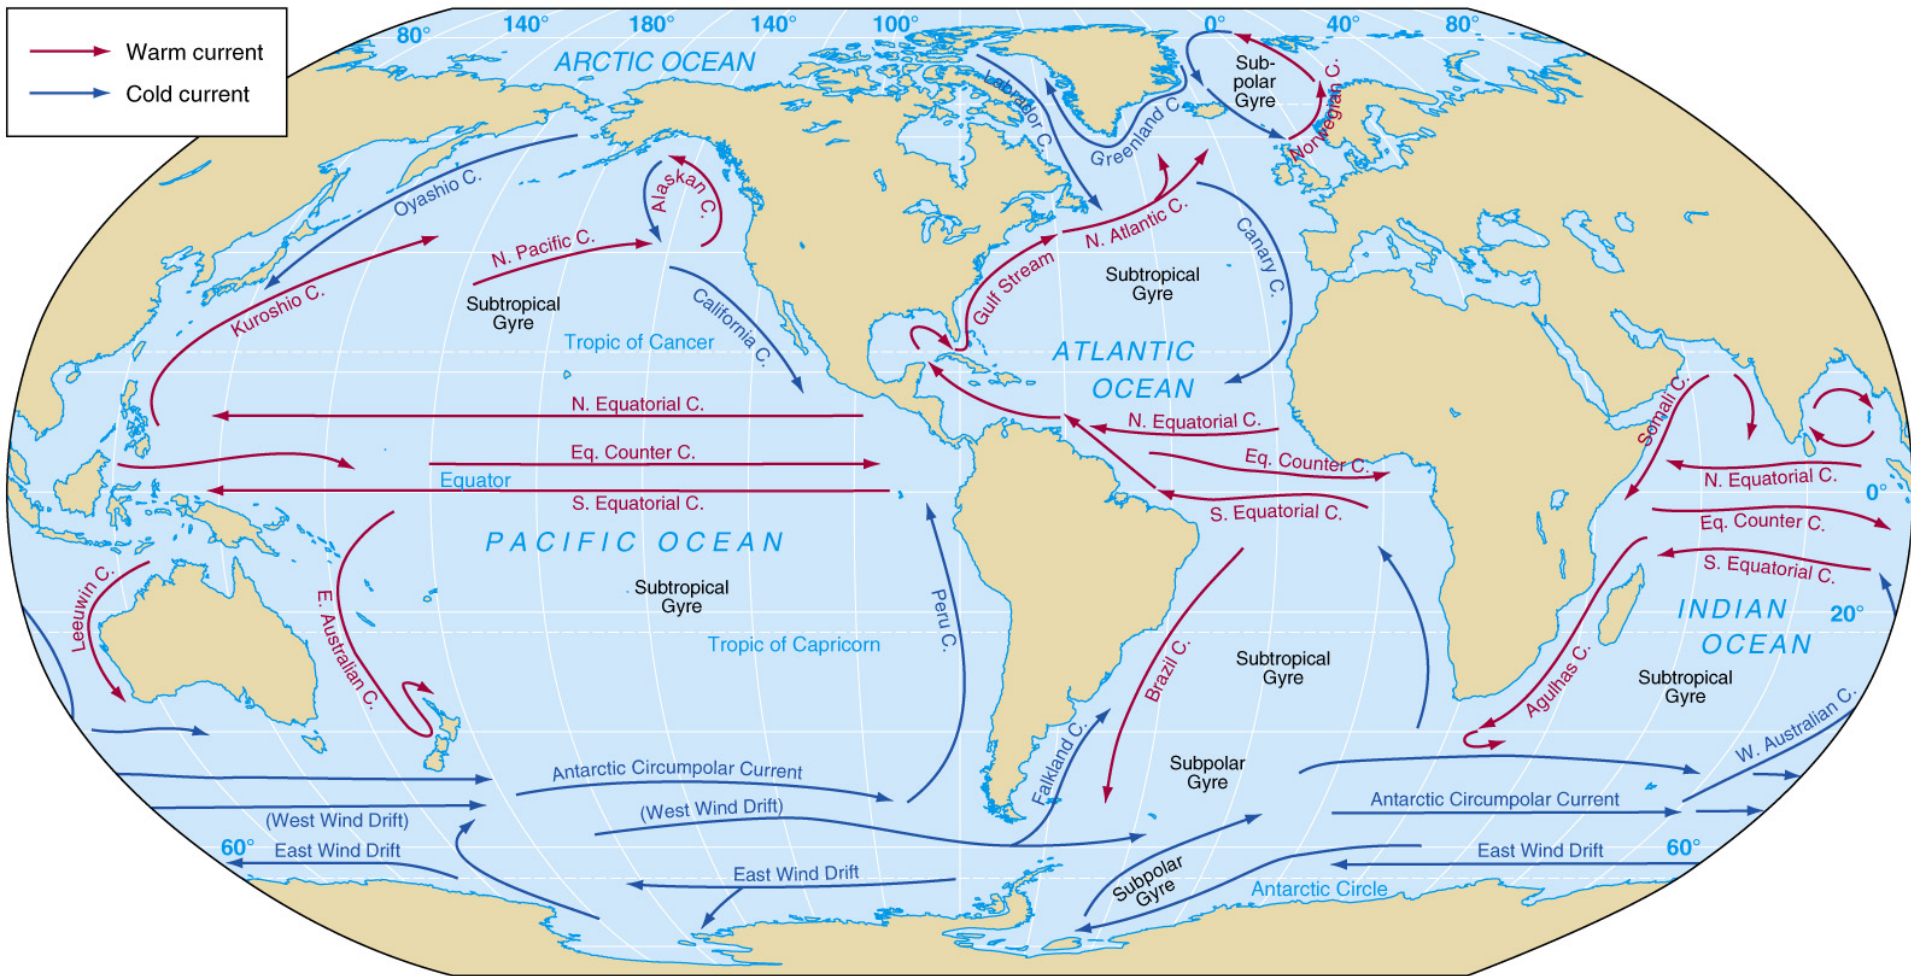 Warm current
Cold current
80°
140°
180°
140°
100°
0°
40°
80°
ARCTIC OCEAN
Sub-
polar
Gyre
Labrador C.
Greenland C.
Norwegian C.
Oyashio C.
Alaskan C.
N. Pacific C.
N. Atlantic C.
Canary C.
Kuroshio C.
Subtropical
Gyre
California C.
Gulf Stream
Subtropical
Gyre
Tropic of Cancer
ATLANTIC
OCEAN
N. Equatorial C.
N. Equatorial C.
Somali C.
Eq. Counter C.
Eq. Counter C.
N. Equatorial C.
Equator
0°
S. Equatorial C.
S. Equatorial C.
Eq. Counter C.
PACIFIC OCEAN
S. Equatorial C.
Leeuwin C.
E. Australian C.
Subtropical
Gyre
Peru C.
INDIAN
OCEAN
20°
Tropic of Capricorn
Brazil C.
Subtropical
Gyre
Agulhas C.
Subtropical
Gyre
W. Australian C.
Antarctic Circumpolar Current
(West Wind Drift)
Falkland C.
Subpolar
Gyre
Antarctic Circumpolar Current
(West Wind Drift)
60°
East Wind Drift
East Wind Drift
Subpolar
Gyre
East Wind Drift
60°
Antarctic Circle